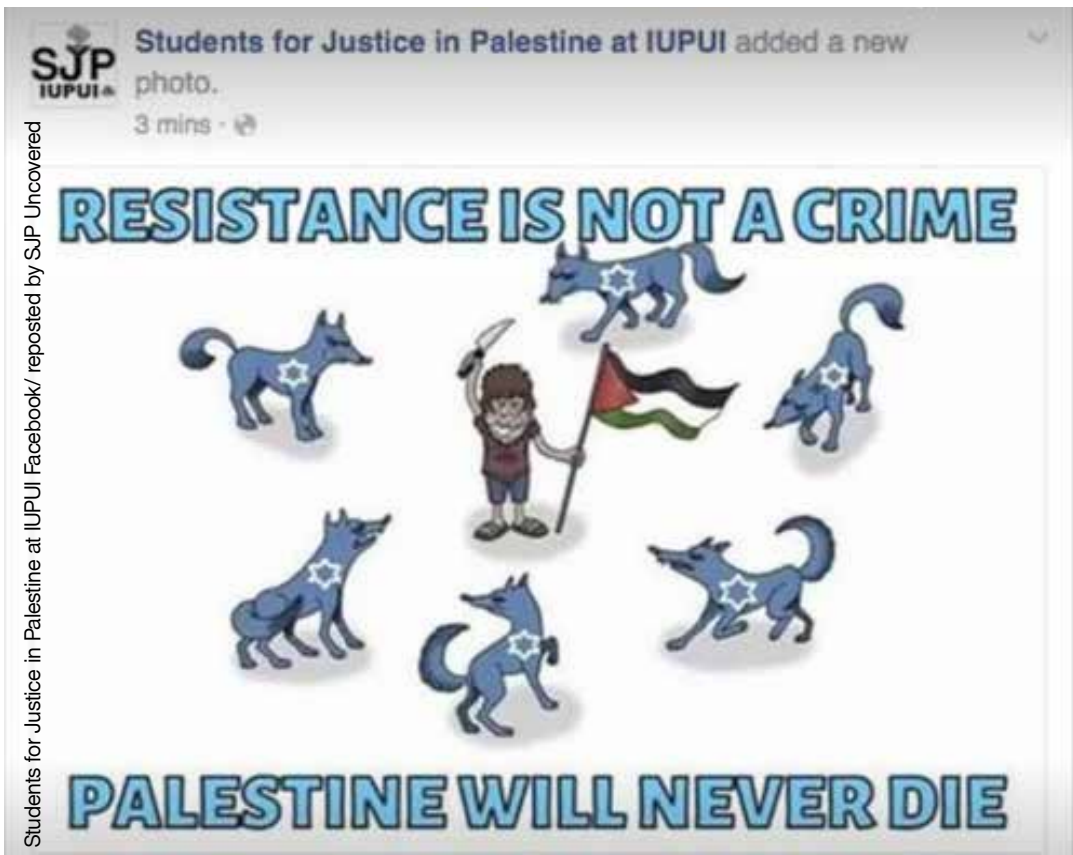 SJP
IUPUI
Students for Justice in Palestine at IUPUI added a new
photo.
3 mins ·
RESISTANCE IS NOT A CRIME
PALESTINE WILL NEVER DIE
Students for Justice in Palestine at IUPUI Facebook/ reposted by SJP Uncovered